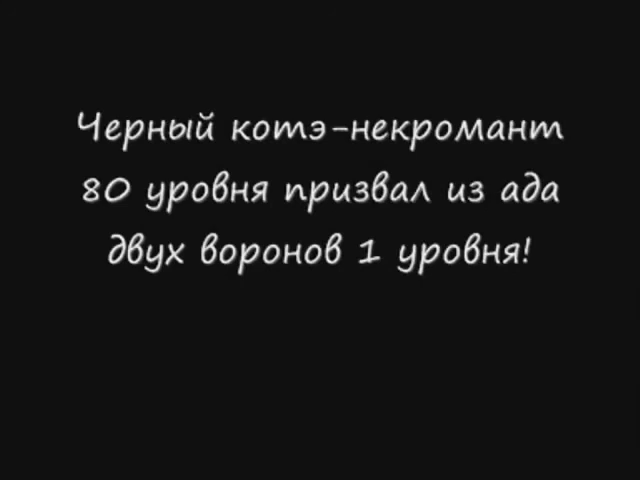 Черный котэ-некромант
80 уровня призвал из ада
двух воронов 1 уровня!